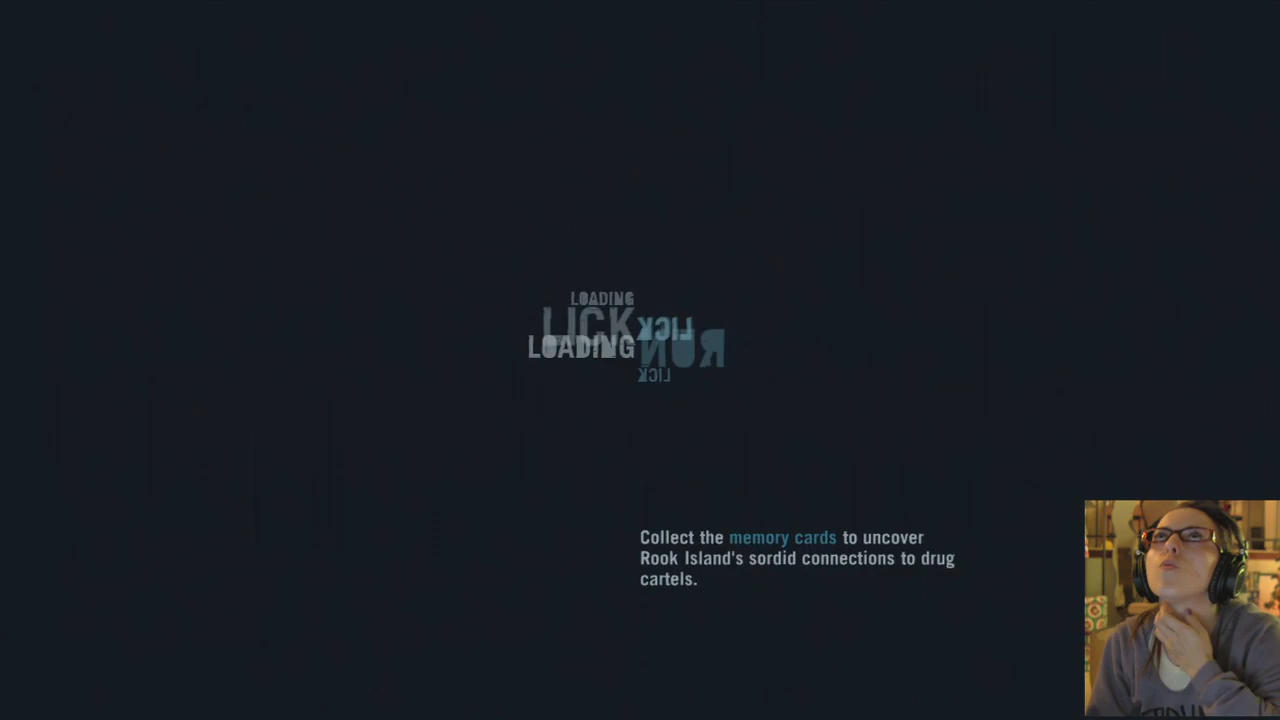 LOADING
LICK
LICK
LOADING
RUN
LICK
Collect the memory cards to uncover
Rook Island's sordid connections to drug
cartels.